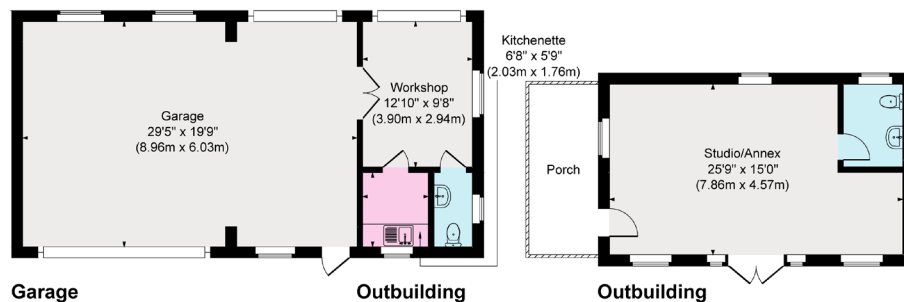 Garage
29'5" x 19'9"
(8.96m x 6.03m)
Workshop
12'10" x 9'8"
(3.90m x 2.94m)
Kitchenette
6'8" x 5'9"
(2.03m x 1.76m)
Porch
Studio/Annex
25'9" x 15'0"
(7.86m x 4.57m)
Garage
Outbuilding
Outbuilding